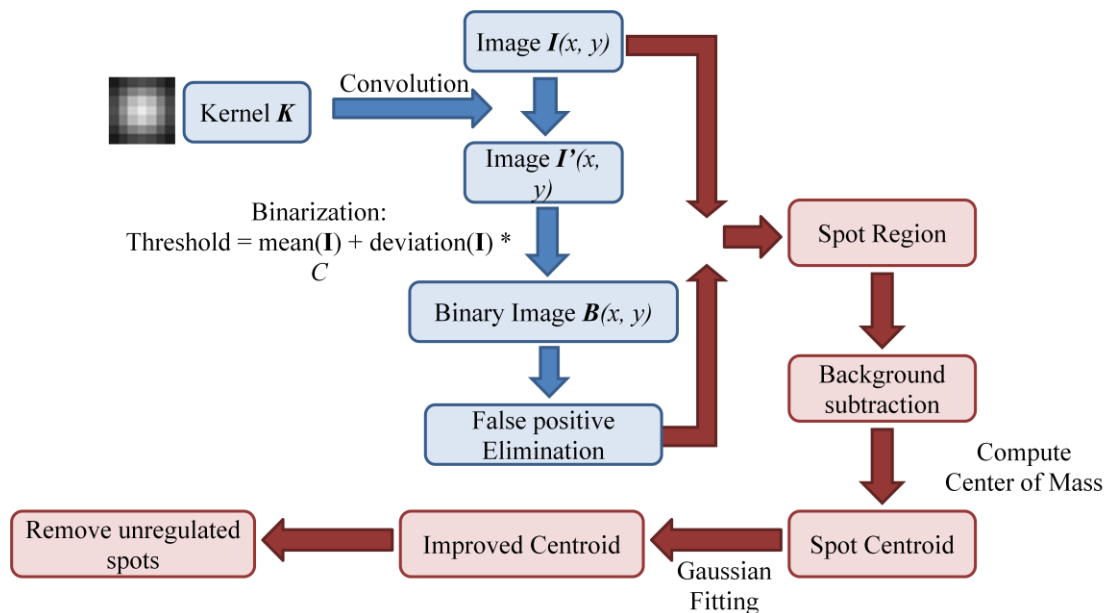 Image I(x, y)
Convolution
Kernel K
Image I’(x,
y)
Binarization:
Threshold = mean(I) + deviation(I) *
C
Binary Image B(x, y)
False positive
Elimination
Spot Region
Background
subtraction
Compute
Center of Mass
Spot Centroid
Gaussian
Fitting
Improved Centroid
Remove unregulated
spots